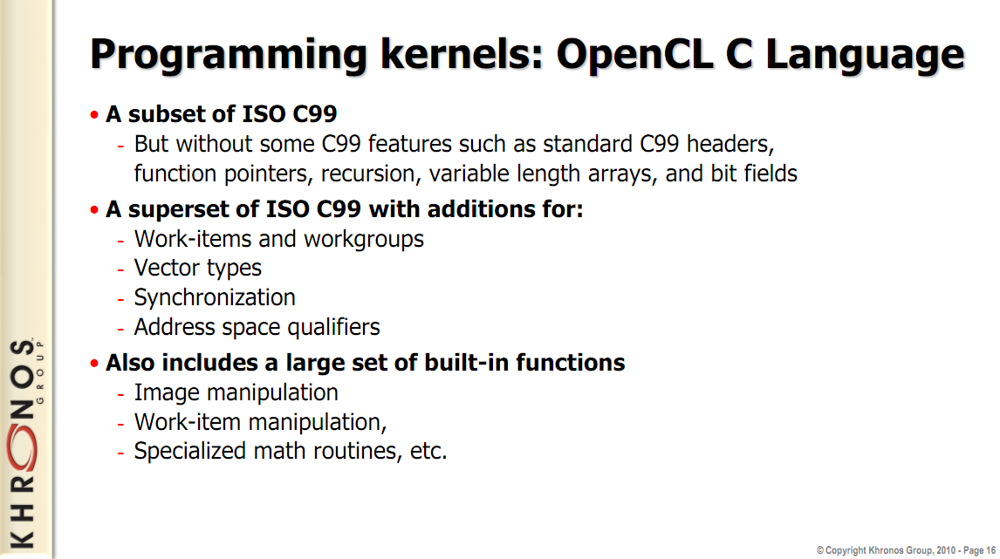 Programming kernels: OpenCL C Language
• A subset of ISO C99
- But without some C99 features such as standard C99 headers,
function pointers, recursion, variable length arrays, and bit fields
• A superset of ISO C99 with additions for:
- Work-items and workgroups
- Vector types
- Synchronization
- Address space qualifiers
• Also includes a large set of built-in functions
- Image manipulation
- Work-item manipulation,
- Specialized math routines, etc.
KHRONOS
GROUP
© Copyright Khronos Group, 2010 - Page 16